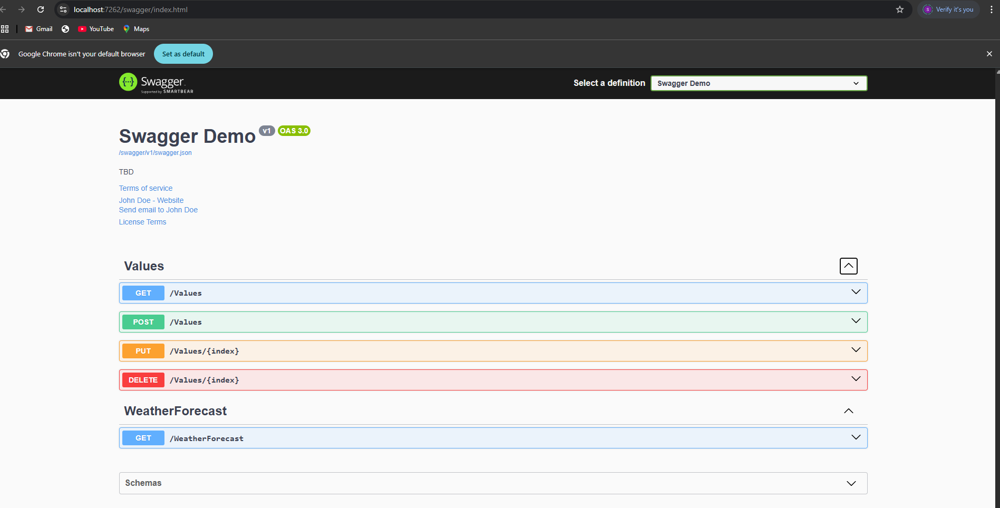 localhost:7262/swagger/index.html
S Verify it's you
Gmail YouTube Maps
Google Chrome isn't your default browser Set as default
{···} Swagger.
Supported by SMARTBEAR
Select a definition Swagger Demo
Swagger Demo v1 OAS 3.0
/swagger/v1/swagger.json
TBD
Terms of service
John Doe - Website
Send email to John Doe
License Terms
Values
GET /Values
POST /Values
PUT /Values/{index}
DELETE /Values/{index}
WeatherForecast
GET /WeatherForecast
Schemas